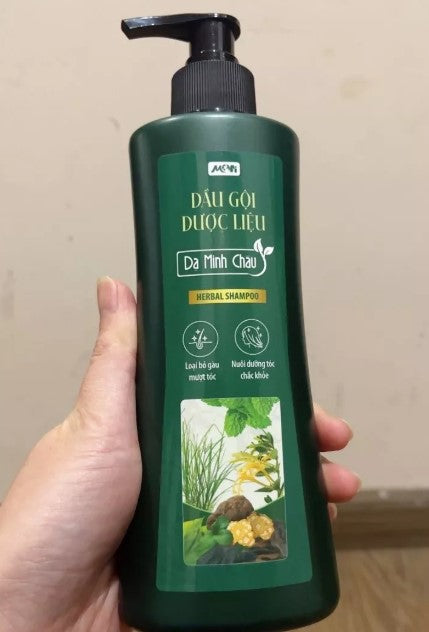 DẦU GỘI
DƯỢC LIỆU
Dạ Minh Châu
HERBAL SHAMPOO
Loại bỏ gàu
mượt tóc
Nuôi dưỡng tóc
chắc khỏe